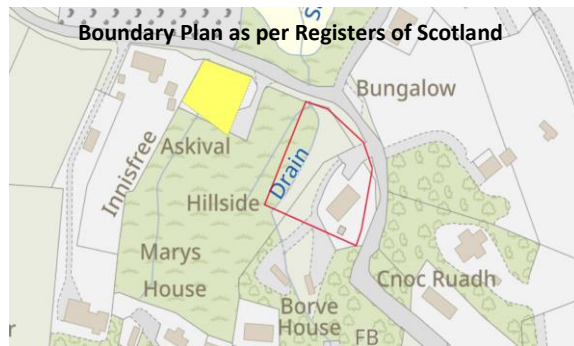 Boundary Plan as per Registers of Scotland
Bungalow
Askival
Innisfree
Drain
Hillside
Marys
House
Cnoc Ruadh
Borve
House
FB